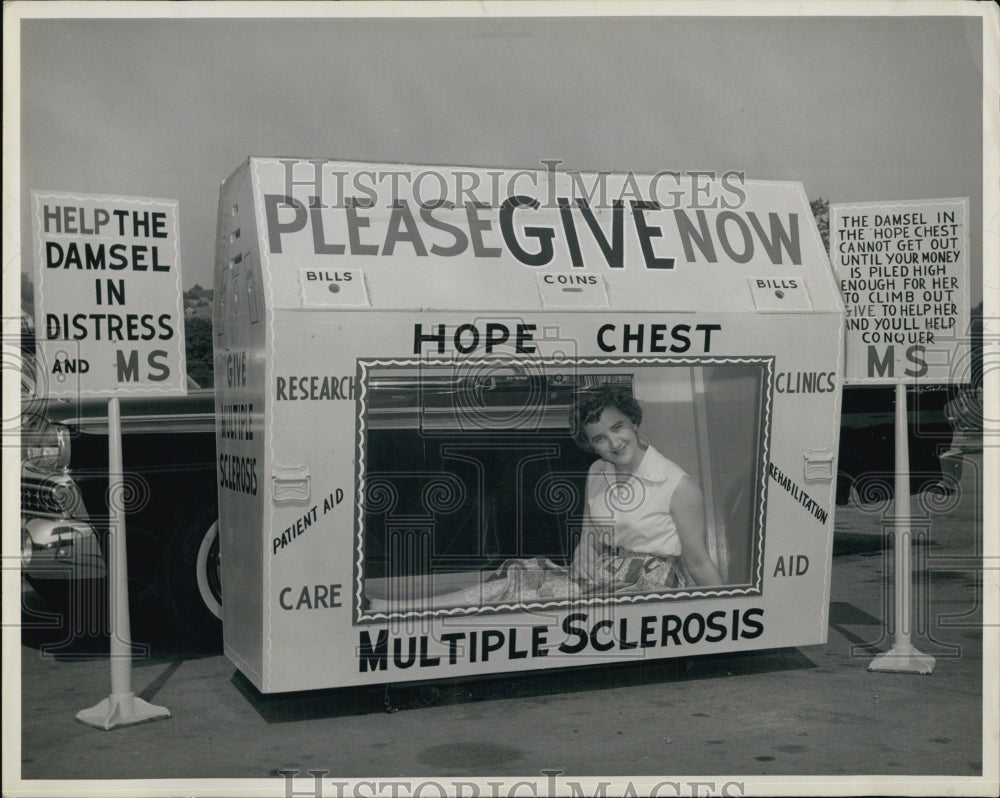 HISTORIC IMAGES
HELP THE
DAMSEL
IN
DISTRESS
AND MS
PLEASE GIVE NOW
BILLS
COINS
BILLS
HOPE CHEST
RESEARCH
PATIENT AID
CARE
CLINICS
REHABILITATION
AID
MULTIPLE SCLEROSIS
GIVE
MULTIPLE
SCLEROSIS
THE DAMSEL IN
THE "HOPE CHEST"
CANNOT GET OUT
UNTIL YOUR MONEY
IS PILED HIGH
ENOUGH FOR HER
TO CLIMB OUT.
GIVE TO HELP HER
AND YOU'LL HELP
CONQUER
MS
HISTORIC IMAGES